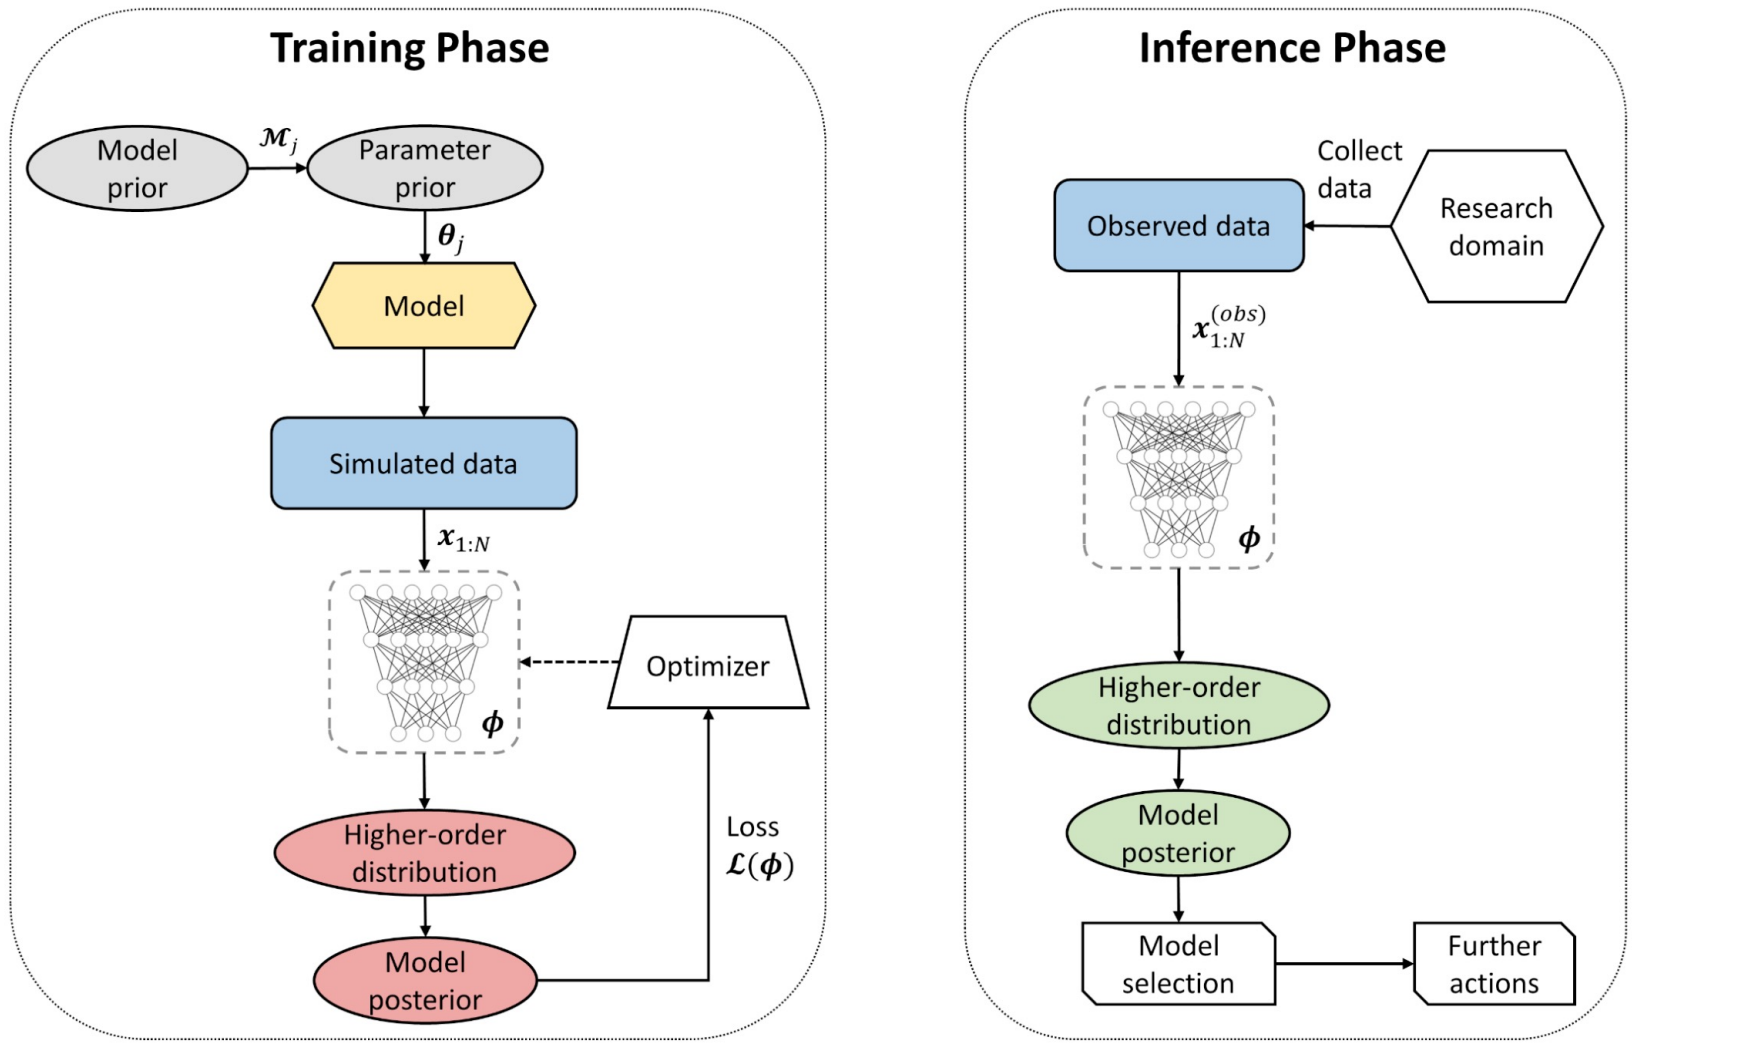 Training Phase
Model
prior
𝓜j
Parameter
prior
θj
Model
Simulated data
x1:N
ϕ
Optimizer
Higher-order
distribution
Loss
𝓛(ϕ)
Model
posterior
Inference Phase
Collect
data
Research
domain
Observed data
x1:N(obs)
ϕ
Higher-order
distribution
Model
posterior
Model
selection
Further
actions